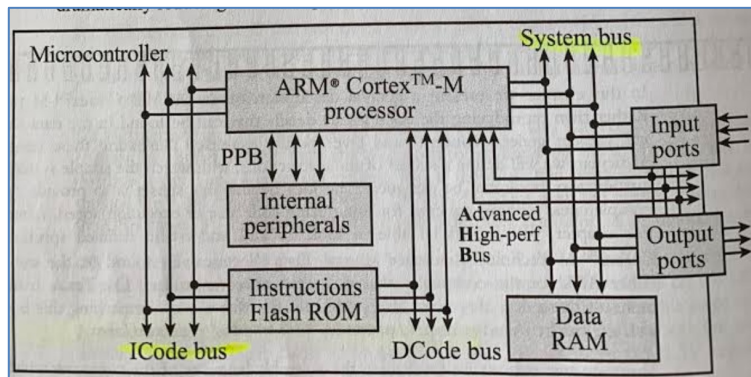 Microcontroller
System bus
ARM® Cortex™-M
processor
Input
ports
PPB
Internal
peripherals
Advanced
High-perf
Bus
Output
ports
Instructions
Flash ROM
Data
RAM
ICode bus
DCode bus